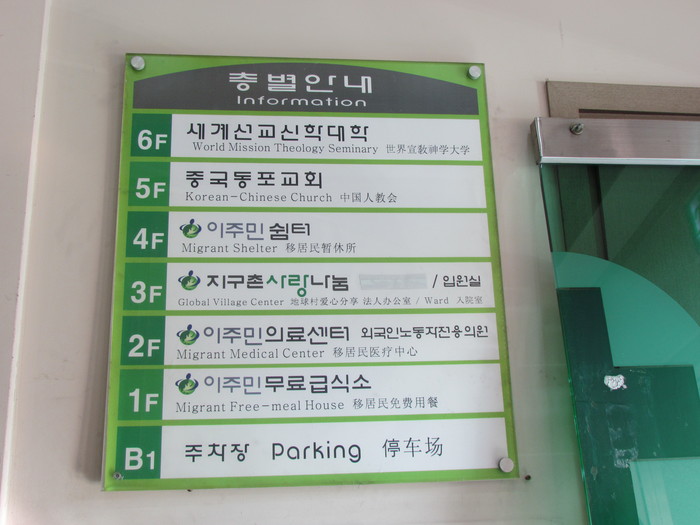 층별안내
Information
6F 세계선교신학대학
World Mission Theology Seminary 世界宣敎神学大学
5F 중국동포교회
Korean-Chinese Church 中国人教会
4F 이주민 쉼터
Migrant Shelter 移居民暂休所
3F 지구촌사랑나눔 / 입원실
Global Village Center 地球村爱心分享 法人办公室 / Ward 入院室
2F 이주민의료센터 외국인노동자전용의원
Migrant Medical Center 移居民医疗中心
1F 이주민무료급식소
Migrant Free-meal House 移居民免费用餐
B1 주차장 Parking 停车场